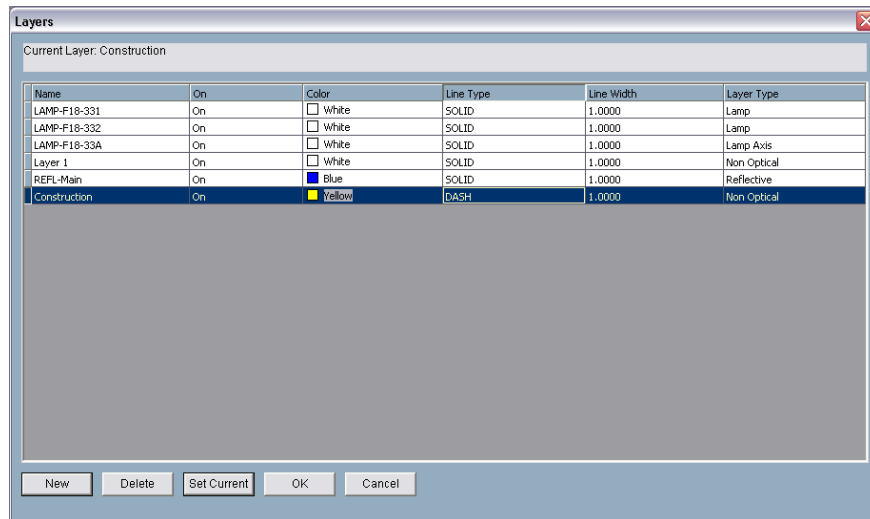 Layers
Current Layer: Construction
Name On Color Line Type Line Width Layer Type
LAMP-F18-331 On White SOLID 1.0000 Lamp
LAMP-F18-332 On White SOLID 1.0000 Lamp
LAMP-F18-33A On White SOLID 1.0000 Lamp Axis
Layer 1 On White SOLID 1.0000 Non Optical
REFL-Main On Blue SOLID 1.0000 Reflective
Construction On Yellow DASH 1.0000 Non Optical
New Delete Set Current OK Cancel